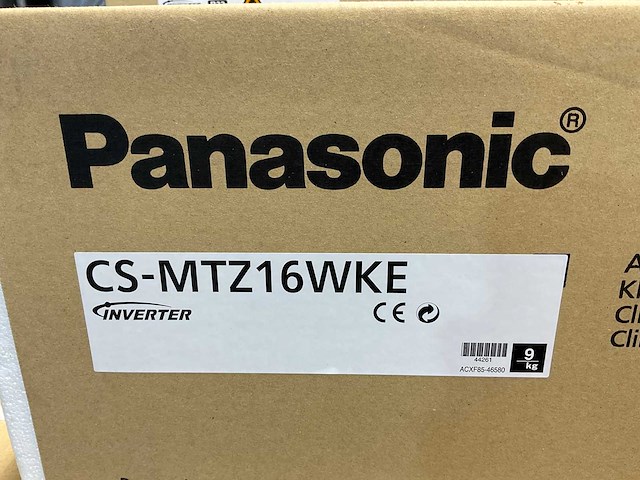 Panasonic®
CS-MTZ16WKE
INVERTER
CE
44261
ACXF85-46580
9
kg